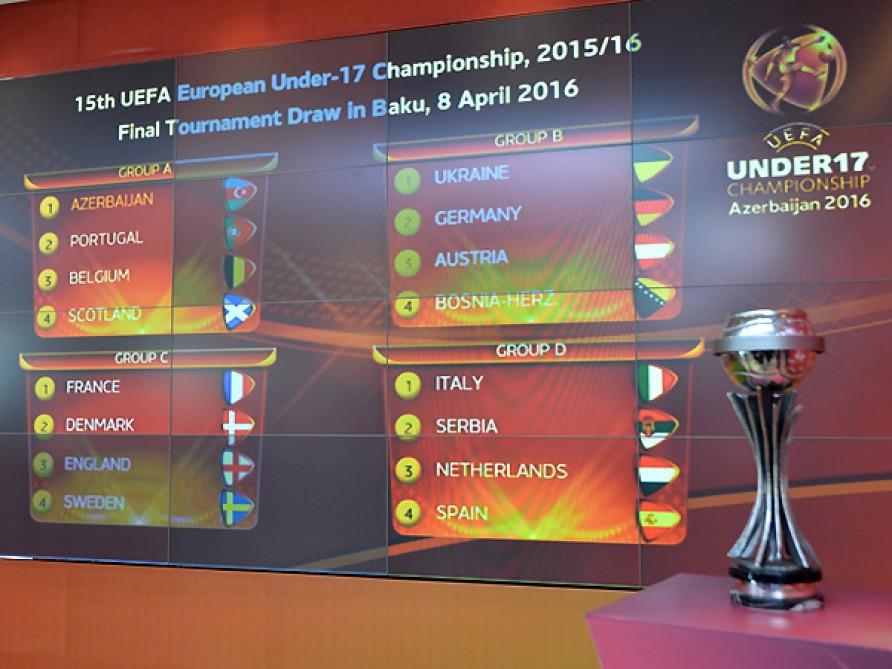 15th UEFA European Under-17 Championship, 2015/16
Final Tournament Draw in Baku, 8 April 2016
GROUP A
1 AZERBAIJAN
2 PORTUGAL
3 BELGIUM
4 SCOTLAND
GROUP B
1 UKRAINE
2 GERMANY
3 AUSTRIA
4 BOSNIA-HERZ.
GROUP C
1 FRANCE
2 DENMARK
3 ENGLAND
4 SWEDEN
GROUP D
1 ITALY
2 SERBIA
3 NETHERLANDS
4 SPAIN
UEFA
UNDER17
CHAMPIONSHIP
Azerbaijan 2016